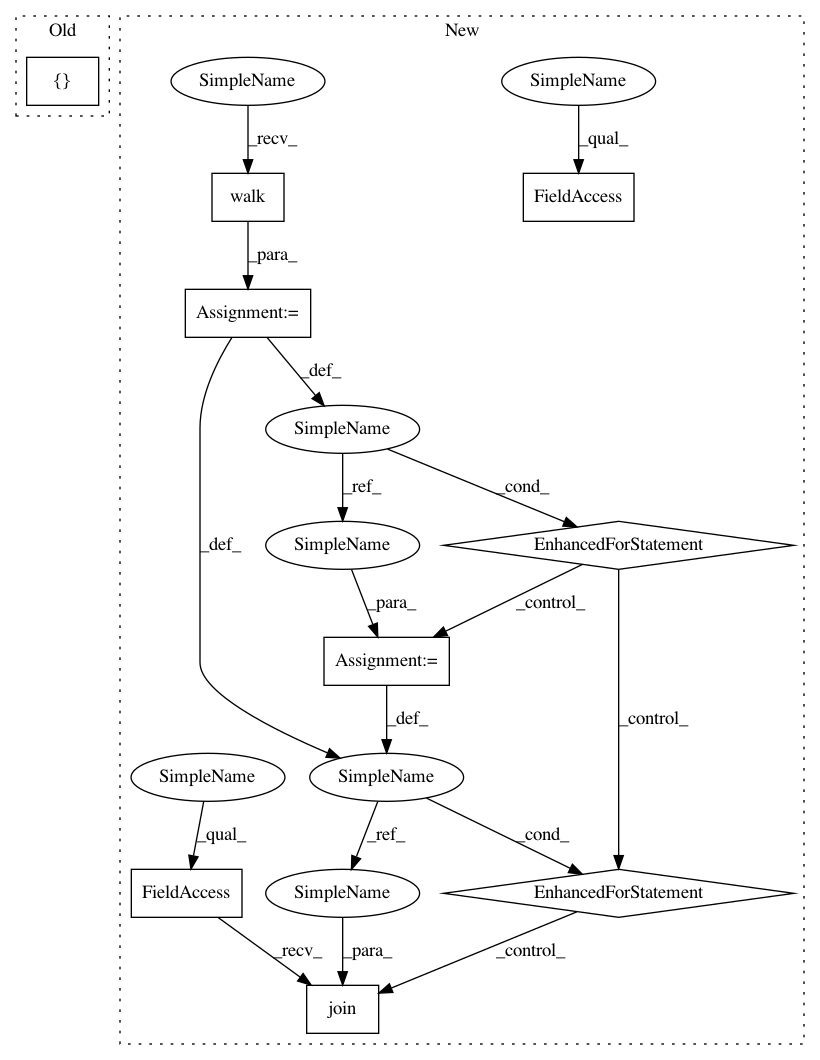 Old
New
{}
SimpleName
SimpleName
_recv_
_qual_
walk
FieldAccess
_para_
Assignment:=
_def_
SimpleName
_ref_
_cond_
_def_
SimpleName
EnhancedForStatement
_para_
_control_
Assignment:=
_def_
_control_
SimpleName
SimpleName
_qual_
_ref_
_cond_
FieldAccess
SimpleName
EnhancedForStatement
_recv_
_para_
_control_
join